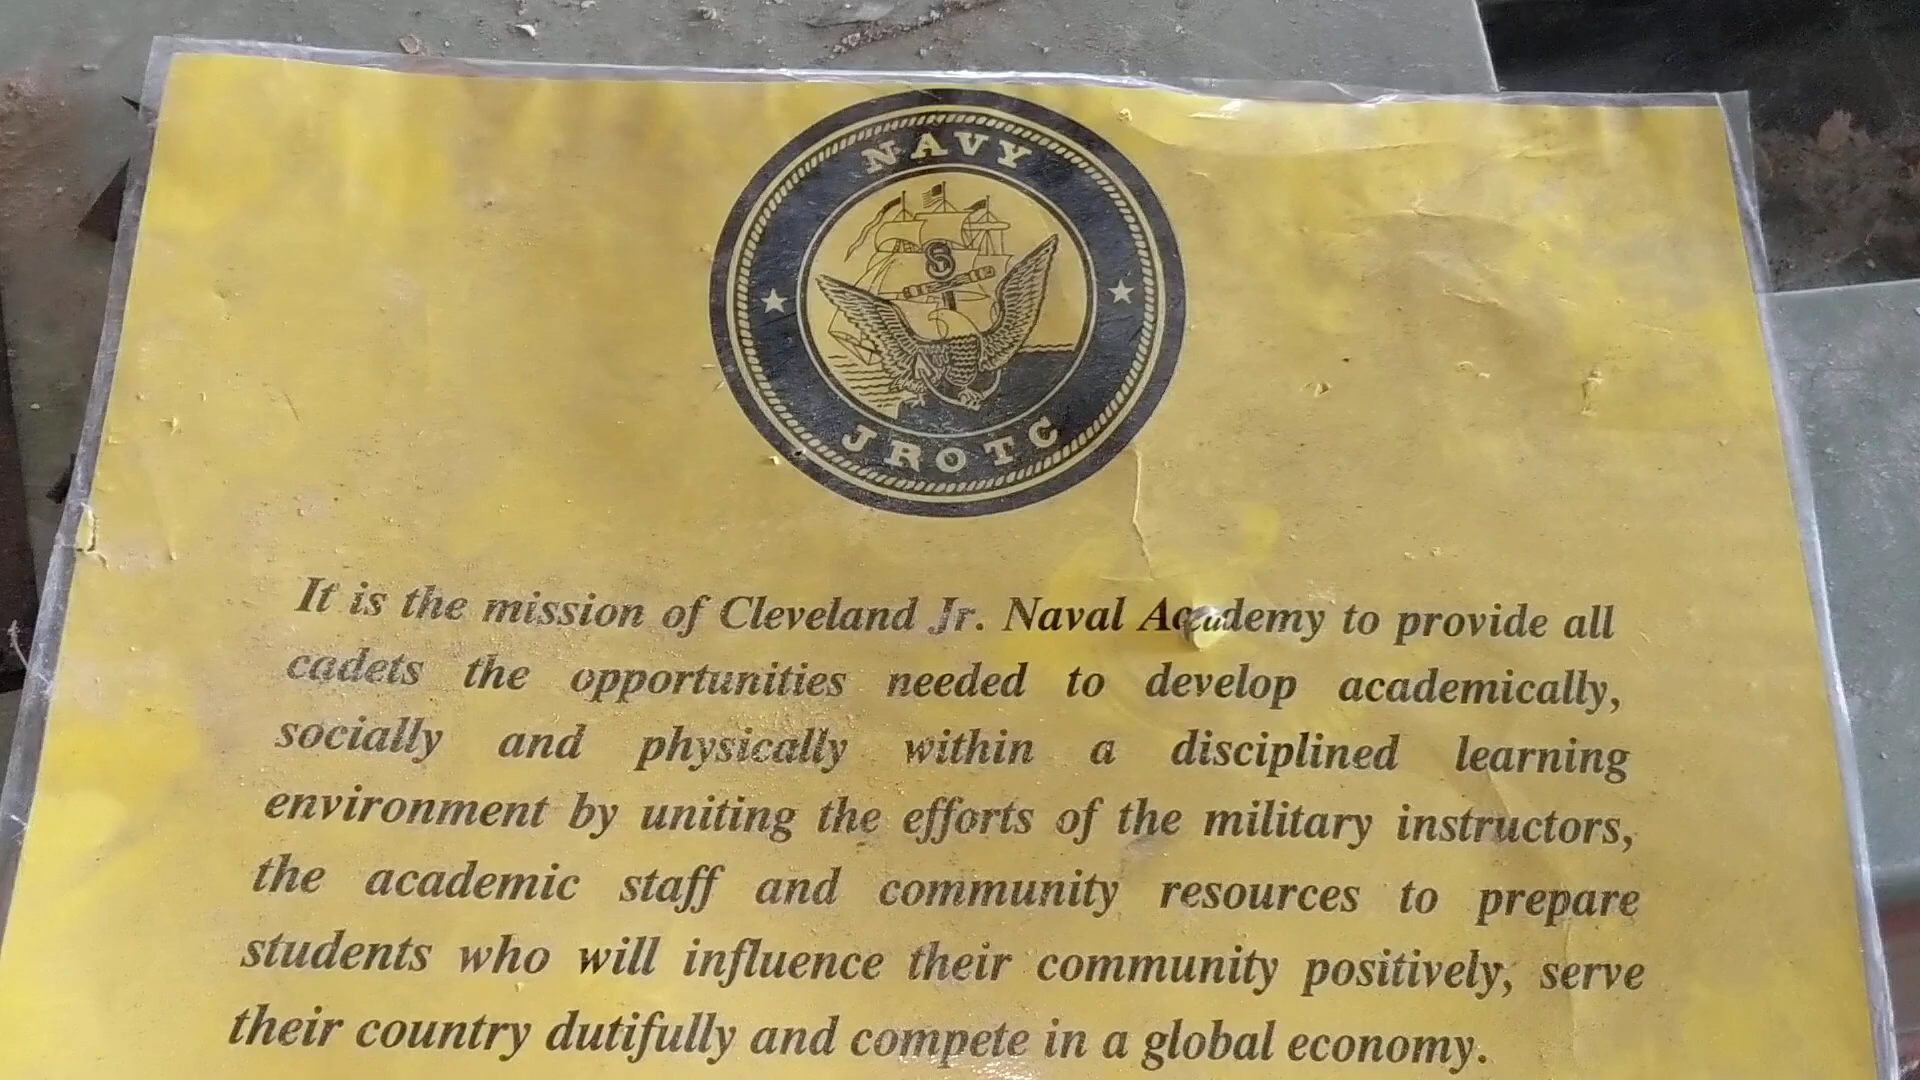 NAVY
JROTC
It is the mission of Cleveland Jr. Naval Academy to provide all
cadets the opportunities needed to develop academically,
socially and physically within a disciplined learning
environment by uniting the efforts of the military instructors,
the academic staff and community resources to prepare
students who will influence their community positively, serve
their country dutifully and compete in a global economy.